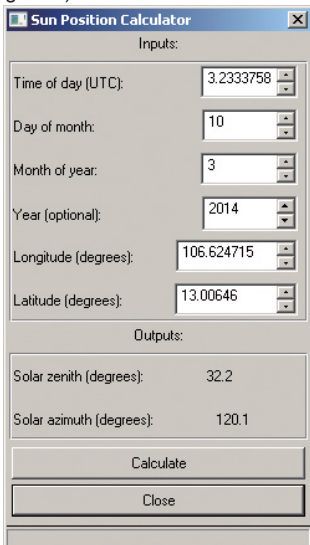 Sun Position Calculator
Inputs:
Time of day (UTC): 3.2333758
Day of month: 10
Month of year: 3
Year (optional): 2014
Longitude (degrees): 106.624715
Latitude (degrees): 13.00646
Outputs:
Solar zenith (degrees): 32.2
Solar azimuth (degrees): 120.1
Calculate
Close